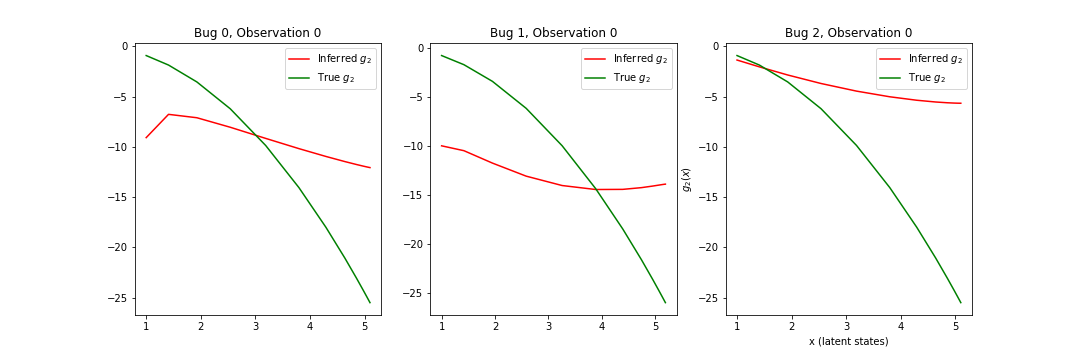 Bug 0, Observation 0
0
−5
−10
−15
−20
−25
1 2 3 4 5
Inferred g₂
True g₂
Bug 1, Observation 0
0
−5
−10
−15
−20
−25
1 2 3 4 5
Inferred g₂
True g₂
Bug 2, Observation 0
g₂(x)
0
−5
−10
−15
−20
−25
1 2 3 4 5
x (latent states)
Inferred g₂
True g₂